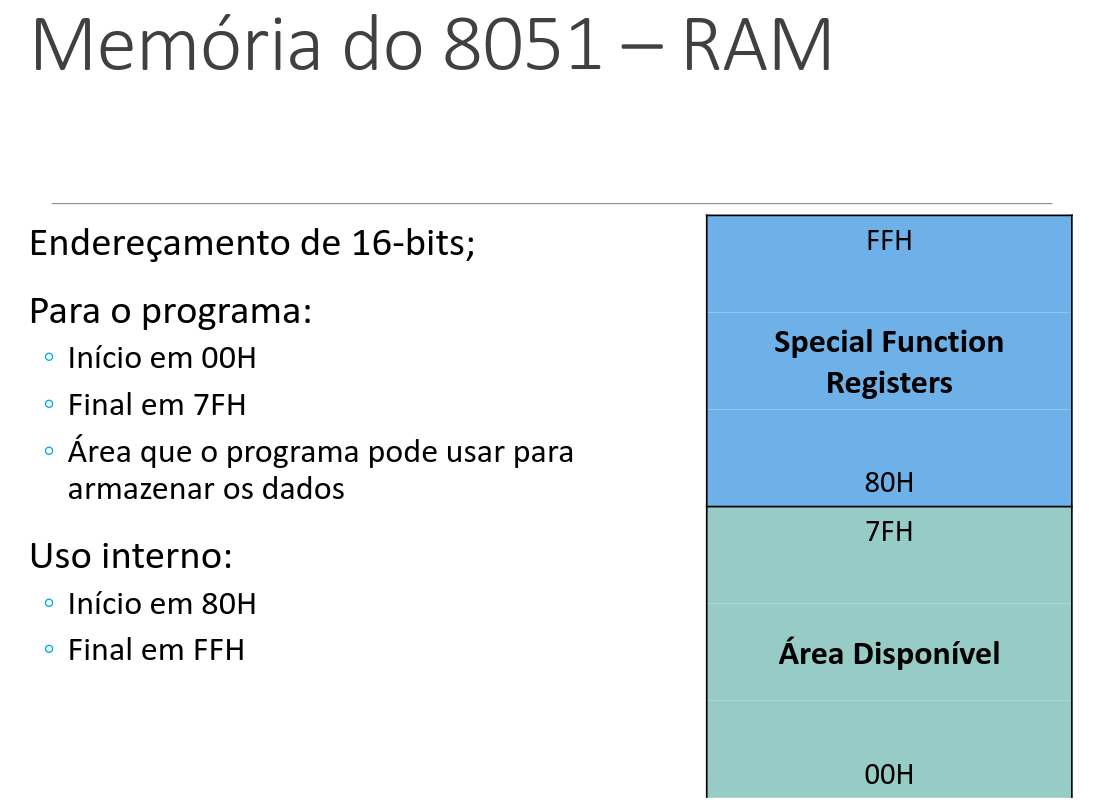 Memória do 8051 – RAM
Endereçamento de 16-bits;
Para o programa:
◦ Início em 00H
◦ Final em 7FH
◦ Área que o programa pode usar para
armazenar os dados
Uso interno:
◦ Início em 80H
◦ Final em FFH
FFH
Special Function
Registers
80H
7FH
Área Disponível
00H